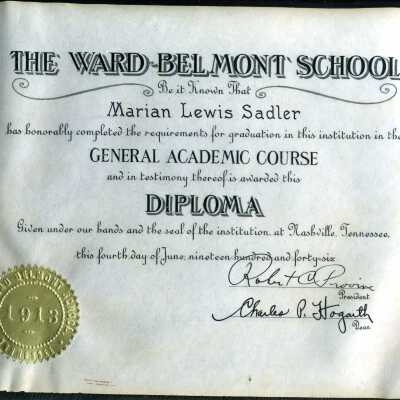 THE WARD-BELMONT SCHOOL
Be it Known That
Marian Lewis Sadler
has honorably completed the requirements for graduation in this institution in the
GENERAL ACADEMIC COURSE
and in testimony thereof is awarded this
DIPLOMA
Given under our hands and the seal of the institution, at Nashville, Tennessee,
this fourth day of June, nineteen hundred and forty-six
Robert C. Provine
President
Charles P. Hogarth
Dean
1913